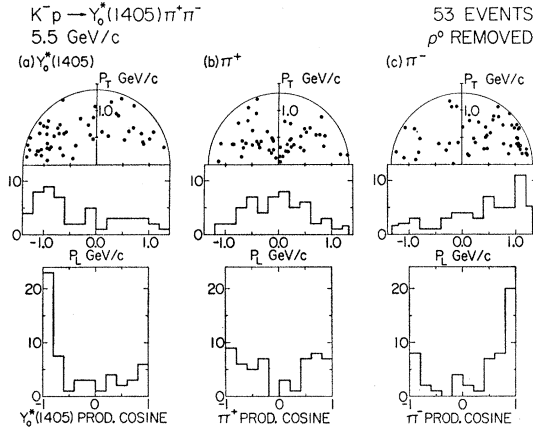 K⁻p → Y₀*(1405) π⁺π⁻ 53 EVENTS
5.5 GeV/c ρ⁰ REMOVED
(a) Y₀*(1405) (b) π⁺ (c) π⁻
P_T GeV/c P_T GeV/c P_T GeV/c
1.0 1.0 1.0
10 10 10
0 0 0
-1.0 0.0 1.0 -1.0 0.0 1.0 -1.0 0.0 1.0
P_L GeV/c P_L GeV/c P_L GeV/c
20 20 20
10 10 10
0 0 0
-1 0 1 -1 0 1 -1 0 1
Y₀*(1405) PROD. COSINE π⁺ PROD. COSINE π⁻ PROD. COSINE